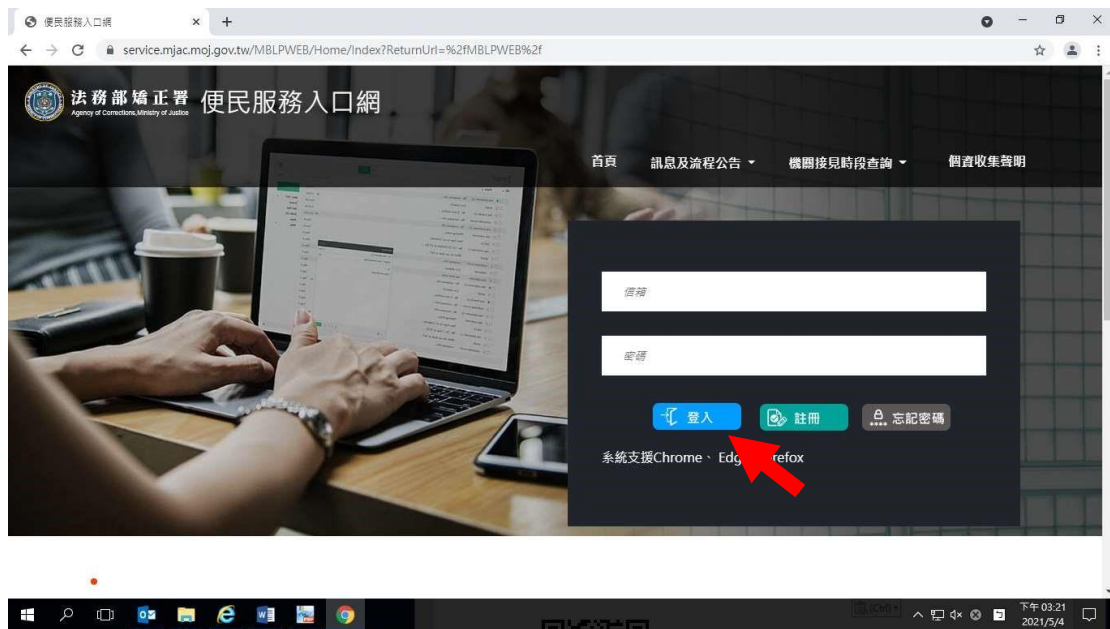 便民服務入口網
service.mjac.moj.gov.tw/MBLPWEB/Home/Index?ReturnUrl=%2fMBLPWEB%2f
法務部矯正署 便民服務入口網
Agency of Corrections, Ministry of Justice
首頁 訊息及流程公告 機關接見時段查詢 個資收集聲明
信箱
密碼
登入 註冊 忘記密碼
系統支援Chrome、 Edg refox
(Ctrl)
下午 03:21
2021/5/4